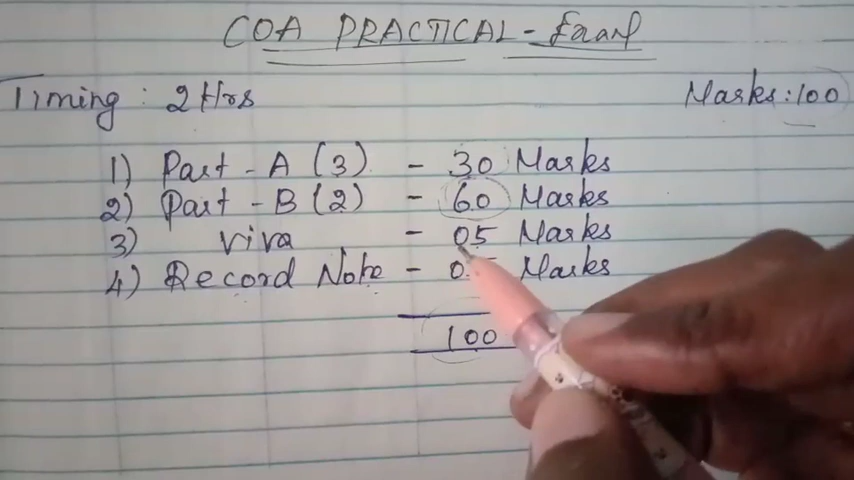 COA PRACTICAL - Exam
Timing : 2 Hrs Marks : 100
1) Part - A (3) - 30 Marks
2) Part - B (2) - 60 Marks
3) Viva - 05 Marks
4) Record Note - 0 Marks
100